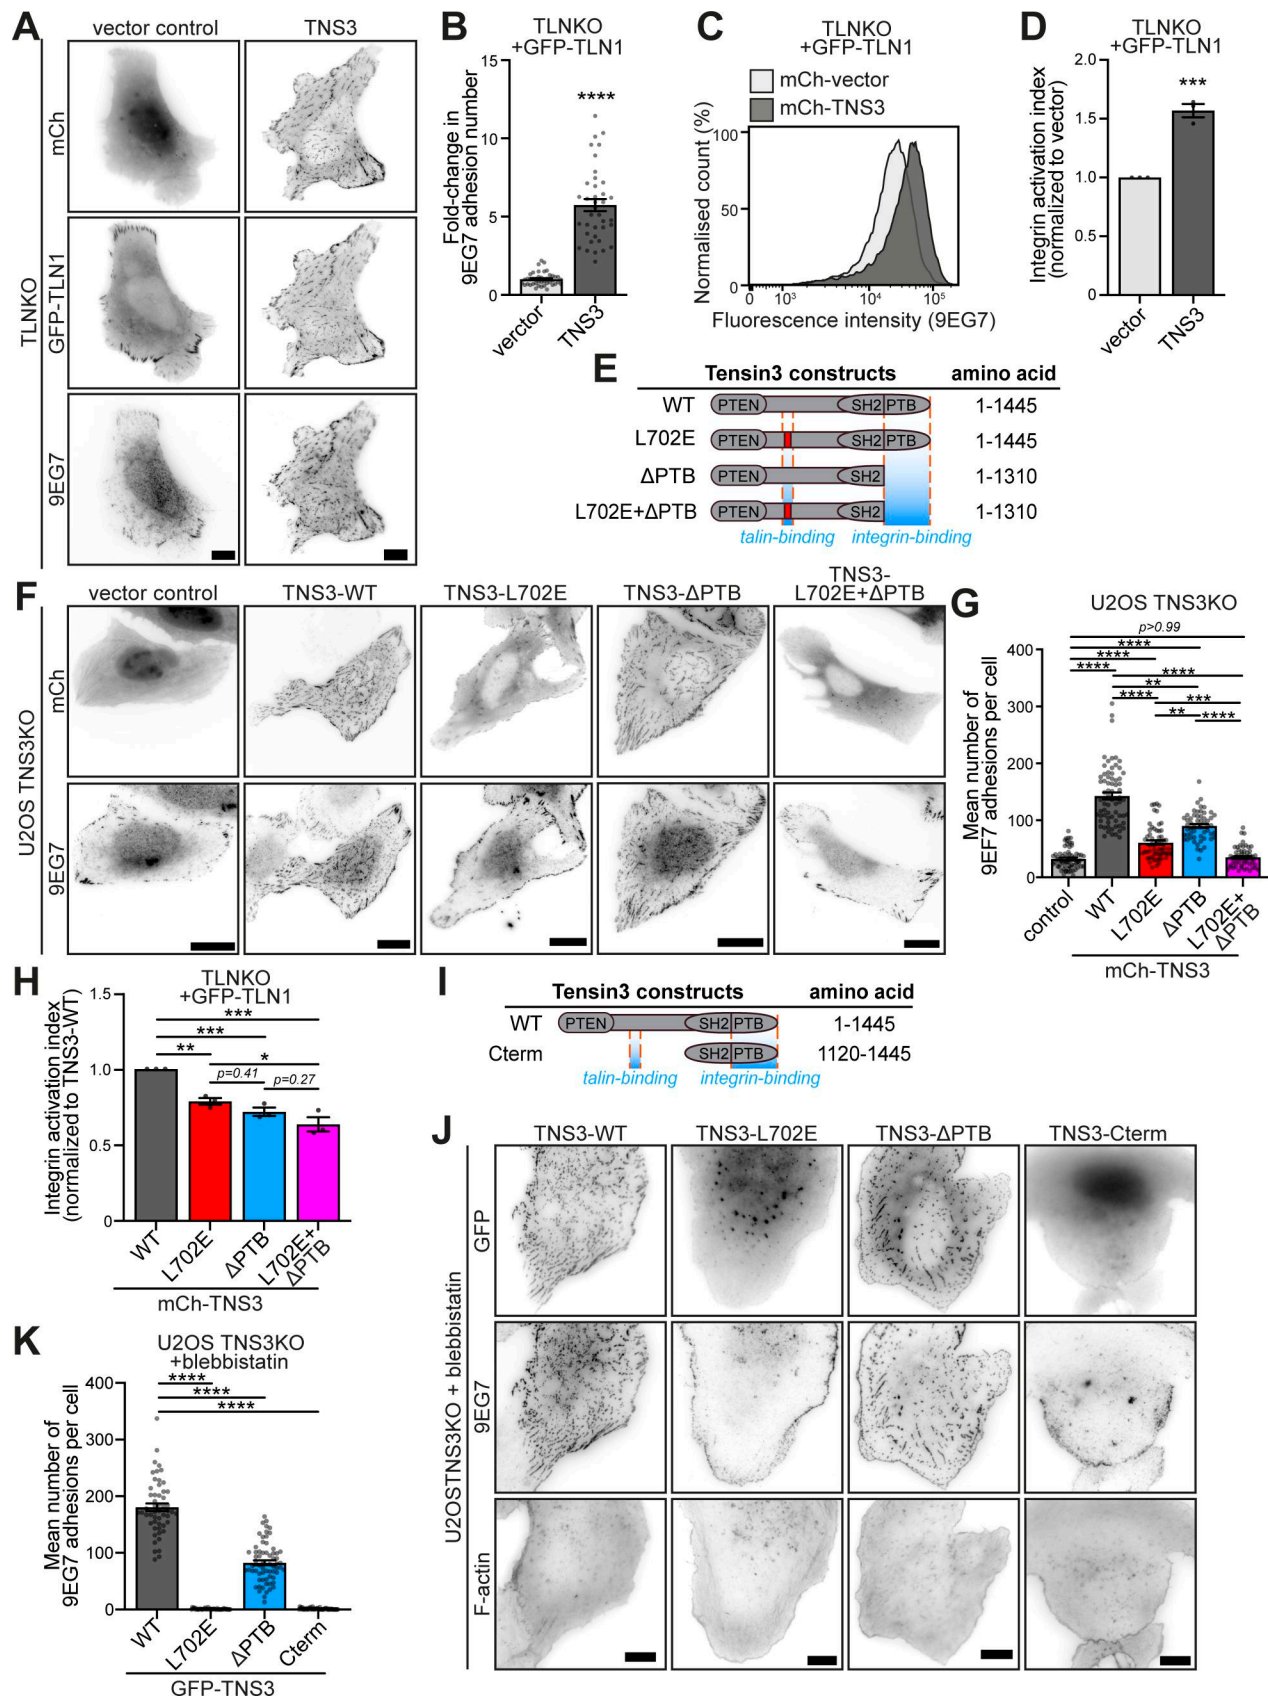 A
vector control
TNS3
TLNKO
mCh
GFP-TLN1
9EG7
B
TLNKO
+GFP-TLN1
Fold-change in
9EG7 adhesion number
15
10
5
0
****
verctor
TNS3
C
TLNKO
+GFP-TLN1
mCh-vector
mCh-TNS3
Normalised count (%)
100
50
0
0
10³
10⁴
10⁵
Fluorescence intensity (9EG7)
D
TLNKO
+GFP-TLN1
Integrin activation index
(normalized to vector)
2.0
1.5
1.0
0.5
0
***
vector
TNS3
E
Tensin3 constructs
amino acid
WT
PTEN
SH2
PTB
1-1445
L702E
PTEN
SH2
PTB
1-1445
ΔPTB
PTEN
SH2
1-1310
L702E+ΔPTB
PTEN
SH2
1-1310
talin-binding
integrin-binding
F
vector control
TNS3-WT
TNS3-L702E
TNS3-ΔPTB
TNS3-
L702E+ΔPTB
U2OS TNS3KO
mCh
9EG7
G
U2OS TNS3KO
Mean number of
9EF7 adhesions per cell
400
300
200
100
0
p>0.99
****
****
****
****
**
****
***
**
****
control
WT
L702E
ΔPTB
L702E+
ΔPTB
mCh-TNS3
H
TLNKO
+GFP-TLN1
Integrin activation index
(normalized to TNS3-WT)
1.5
1.0
0.5
0
***
***
**
*
p=0.41
p=0.27
WT
L702E
ΔPTB
L702E+
ΔPTB
mCh-TNS3
I
Tensin3 constructs
amino acid
WT
PTEN
SH2
PTB
1-1445
Cterm
SH2
PTB
1120-1445
talin-binding
integrin-binding
J
TNS3-WT
TNS3-L702E
TNS3-ΔPTB
TNS3-Cterm
U2OSTNS3KO + blebbistatin
GFP
9EG7
F-actin
K
U2OS TNS3KO
+blebbistatin
Mean number of
9EG7 adhesions per cell
400
300
200
100
0
****
****
****
WT
L702E
ΔPTB
Cterm
GFP-TNS3